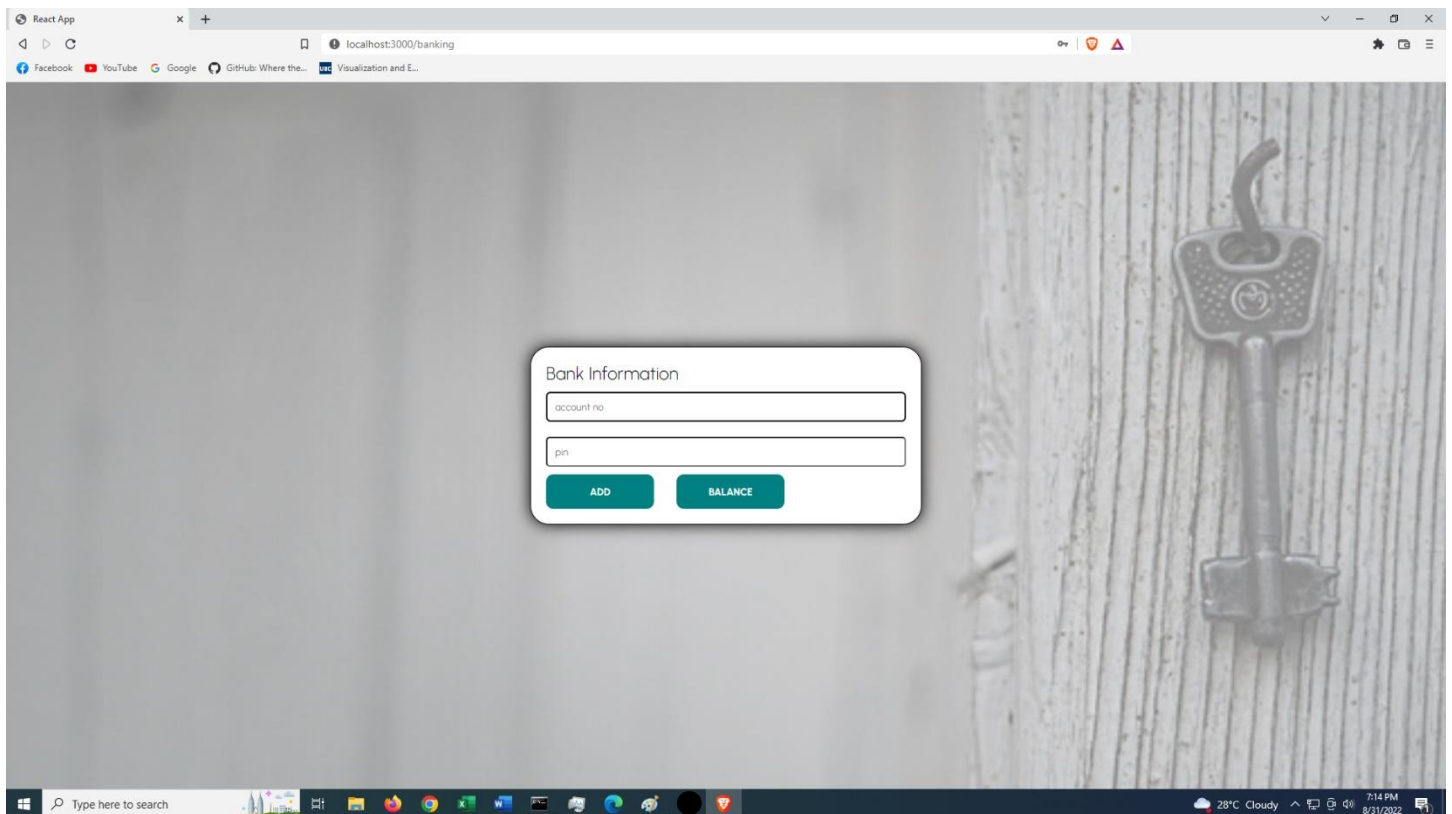 React App
localhost:3000/banking
Facebook YouTube Google GitHub: Where the... UBC Visualization and E...
Bank Information
account no
pin
ADD BALANCE
Type here to search
28°C Cloudy
7:14 PM
8/31/2022